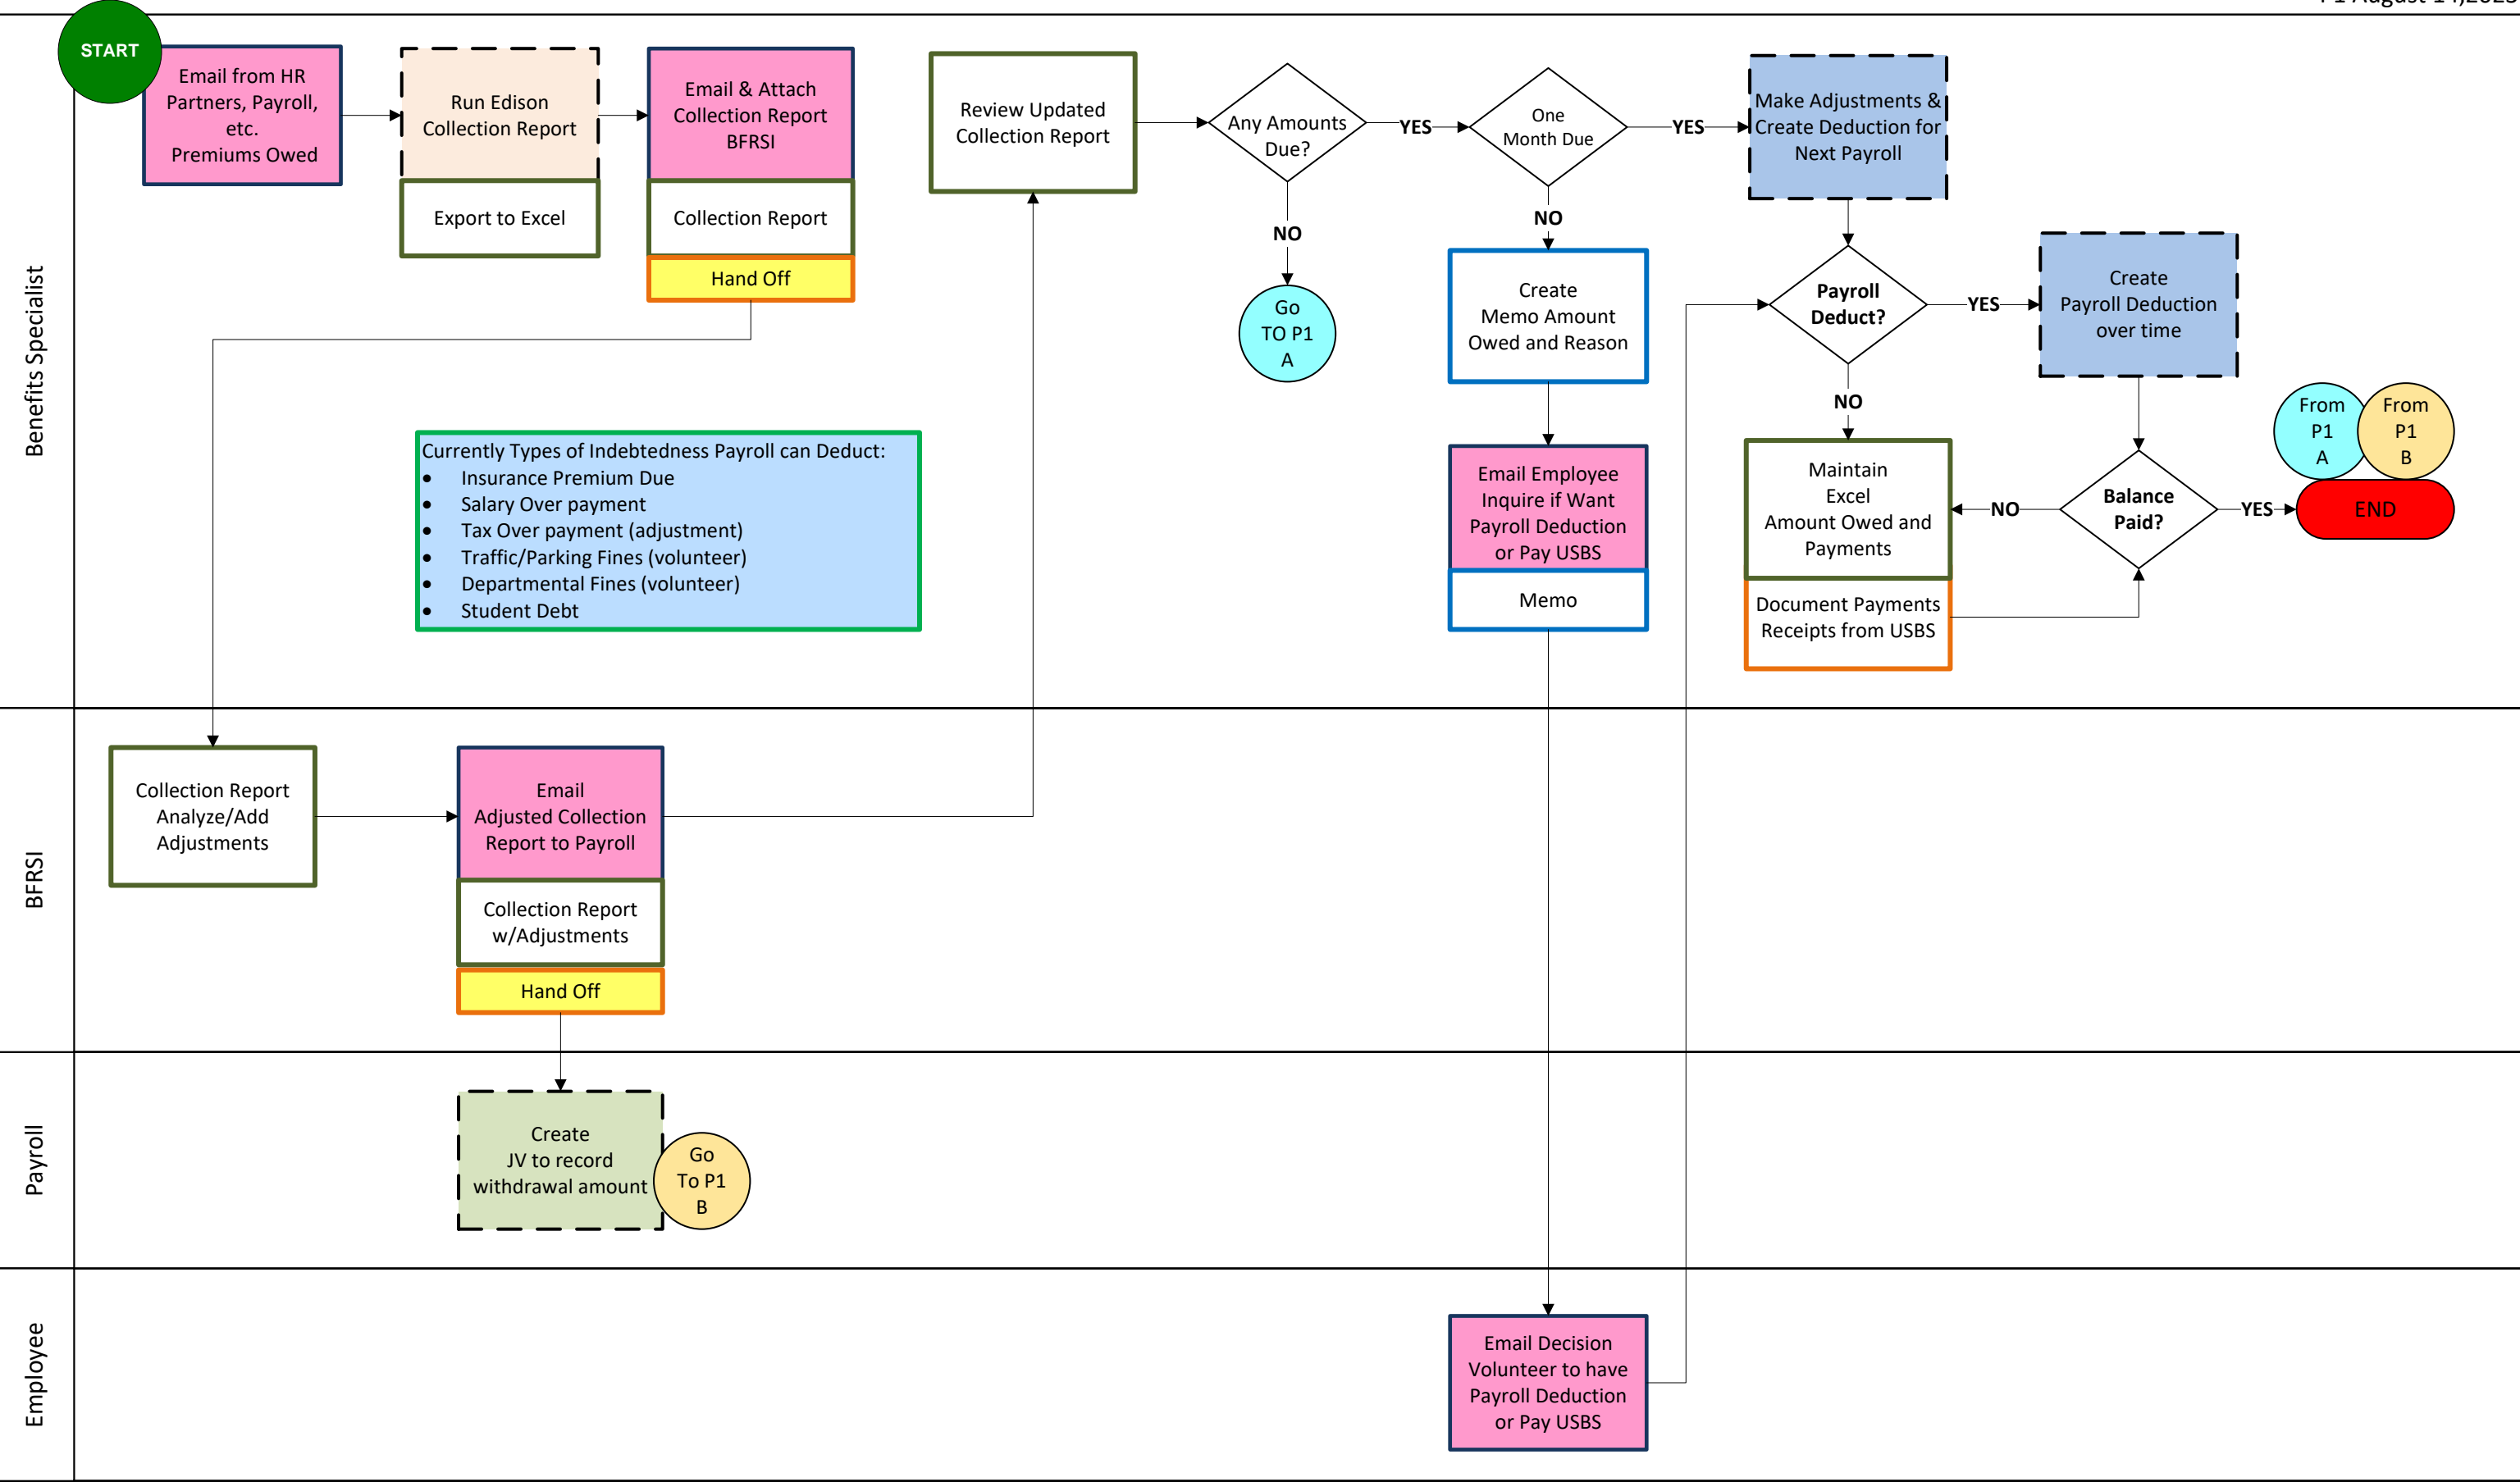 START
Email from HR
Partners, Payroll,
etc.
Premiums Owed
Run Edison
Collection Report
Export to Excel
Email & Attach
Collection Report
BFRSI
Collection Report
Hand Off
Review Updated
Collection Report
Any Amounts
Due?
YES
NO
Go
TO P1
A
One
Month Due
YES
NO
Make Adjustments &
Create Deduction for
Next Payroll
Create
Memo Amount
Owed and Reason
Payroll
Deduct?
YES
NO
Create
Payroll Deduction
over time
Email Employee
Inquire if Want
Payroll Deduction
or Pay USBS
Memo
Maintain
Excel
Amount Owed and
Payments
Document Payments
Receipts from USBS
Balance
Paid?
NO
YES
From
P1
A
From
P1
B
END
Currently Types of Indebtedness Payroll can Deduct:
• Insurance Premium Due
• Salary Over payment
• Tax Over payment (adjustment)
• Traffic/Parking Fines (volunteer)
• Departmental Fines (volunteer)
• Student Debt
Benefits Specialist
Collection Report
Analyze/Add
Adjustments
Email
Adjusted Collection
Report to Payroll
Collection Report
w/Adjustments
Hand Off
BFRSI
Create
JV to record
withdrawal amount
Go
To P1
B
Payroll
Email Decision
Volunteer to have
Payroll Deduction
or Pay USBS
Employee